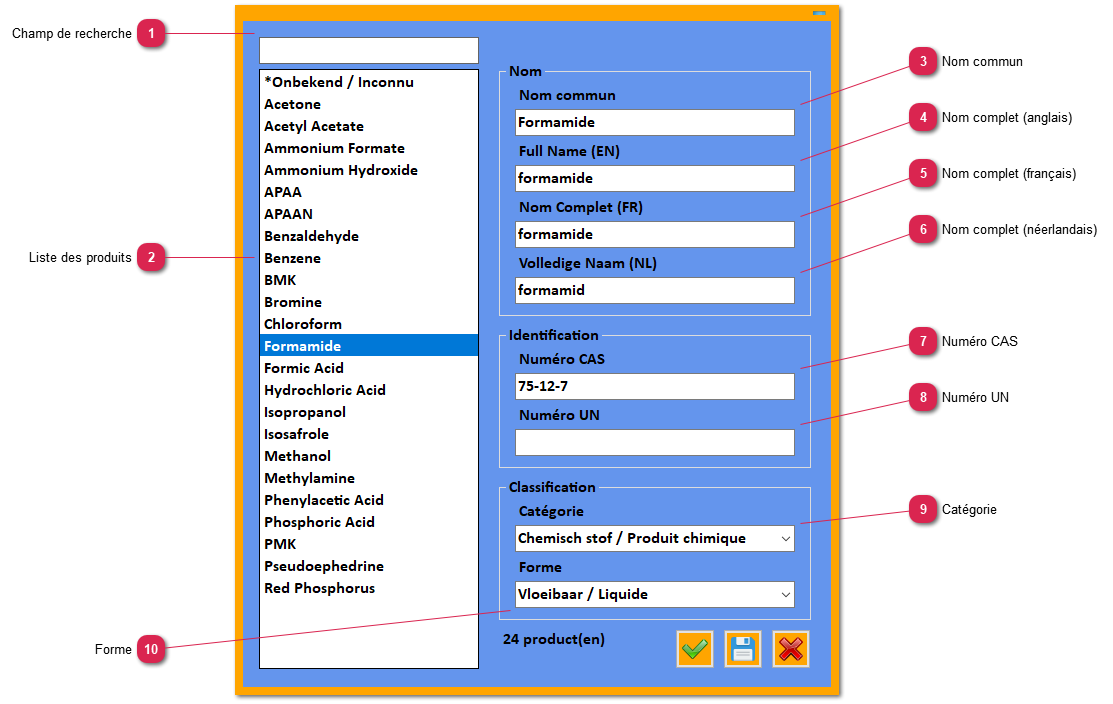 Champ de recherche 1
*Onbekend / Inconnu
Acetone
Acetyl Acetate
Ammonium Formate
Ammonium Hydroxide
APAA
APAAN
Benzaldehyde
Liste des produits 2
Benzene
BMK
Bromine
Chloroform
Formamide
Formic Acid
Hydrochloric Acid
Isopropanol
Isosafrole
Methanol
Methylamine
Phenylacetic Acid
Phosphoric Acid
PMK
Pseudoephedrine
Red Phosphorus
Nom
Nom commun
Formamide
3 Nom commun
Full Name (EN)
formamide
4 Nom complet (anglais)
Nom Complet (FR)
formamide
5 Nom complet (français)
Volledige Naam (NL)
formamid
6 Nom complet (néerlandais)
Identification
Numéro CAS
75-12-7
7 Numéro CAS
Numéro UN
8 Numéro UN
Classification
Catégorie
Chemisch stof / Produit chimique
9 Catégorie
Forme
Vloeibaar / Liquide
Forme 10
24 product(en)